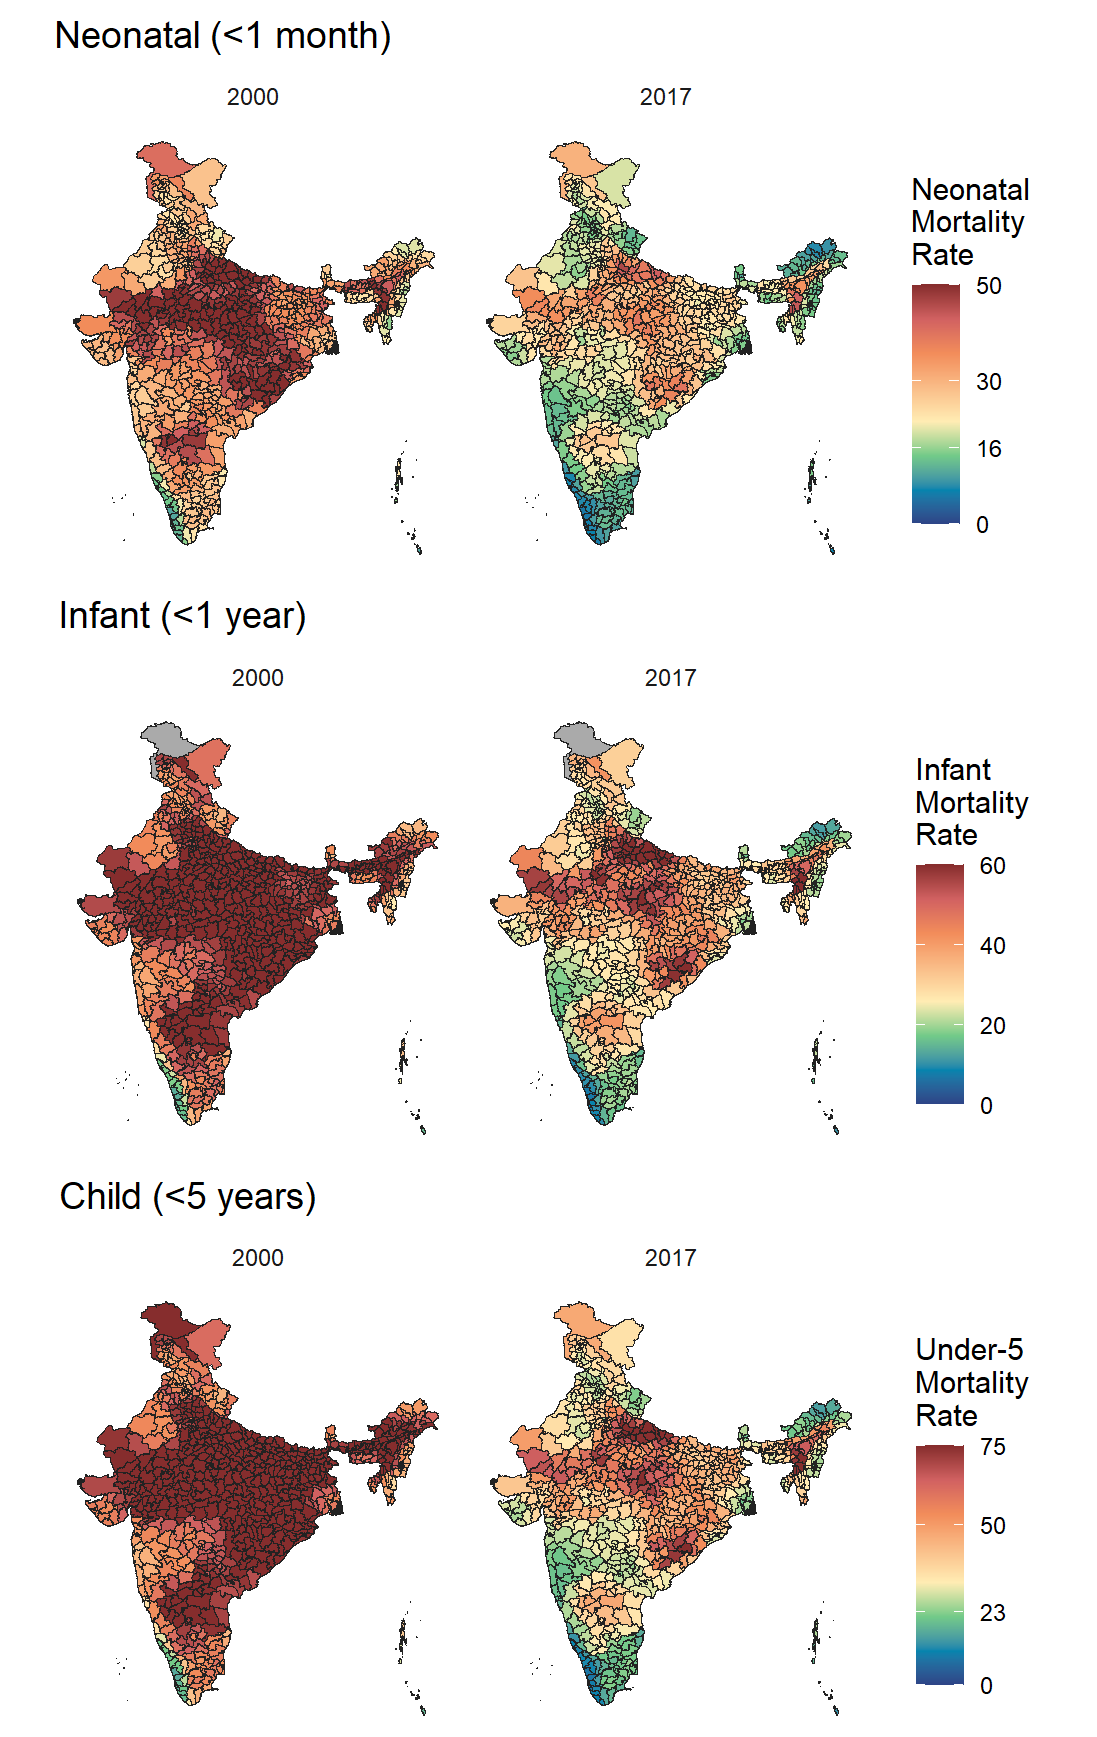 Neonatal (<1 month)
2000
2017
Neonatal
Mortality
Rate
50
30
16
0
Infant (<1 year)
2000
2017
Infant
Mortality
Rate
60
40
20
0
Child (<5 years)
2000
2017
Under-5
Mortality
Rate
75
50
23
0